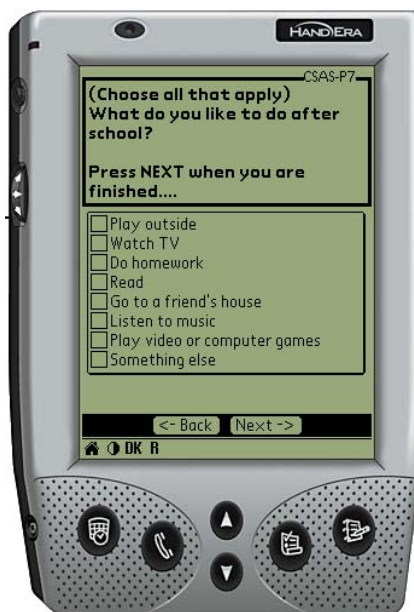 HANDERA
CSAS-P7
(Choose all that apply)
What do you like to do after
school?
Press NEXT when you are
finished....
Play outside
Watch TV
Do homework
Read
Go to a friend's house
Listen to music
Play video or computer games
Something else
<- Back Next ->
DK R